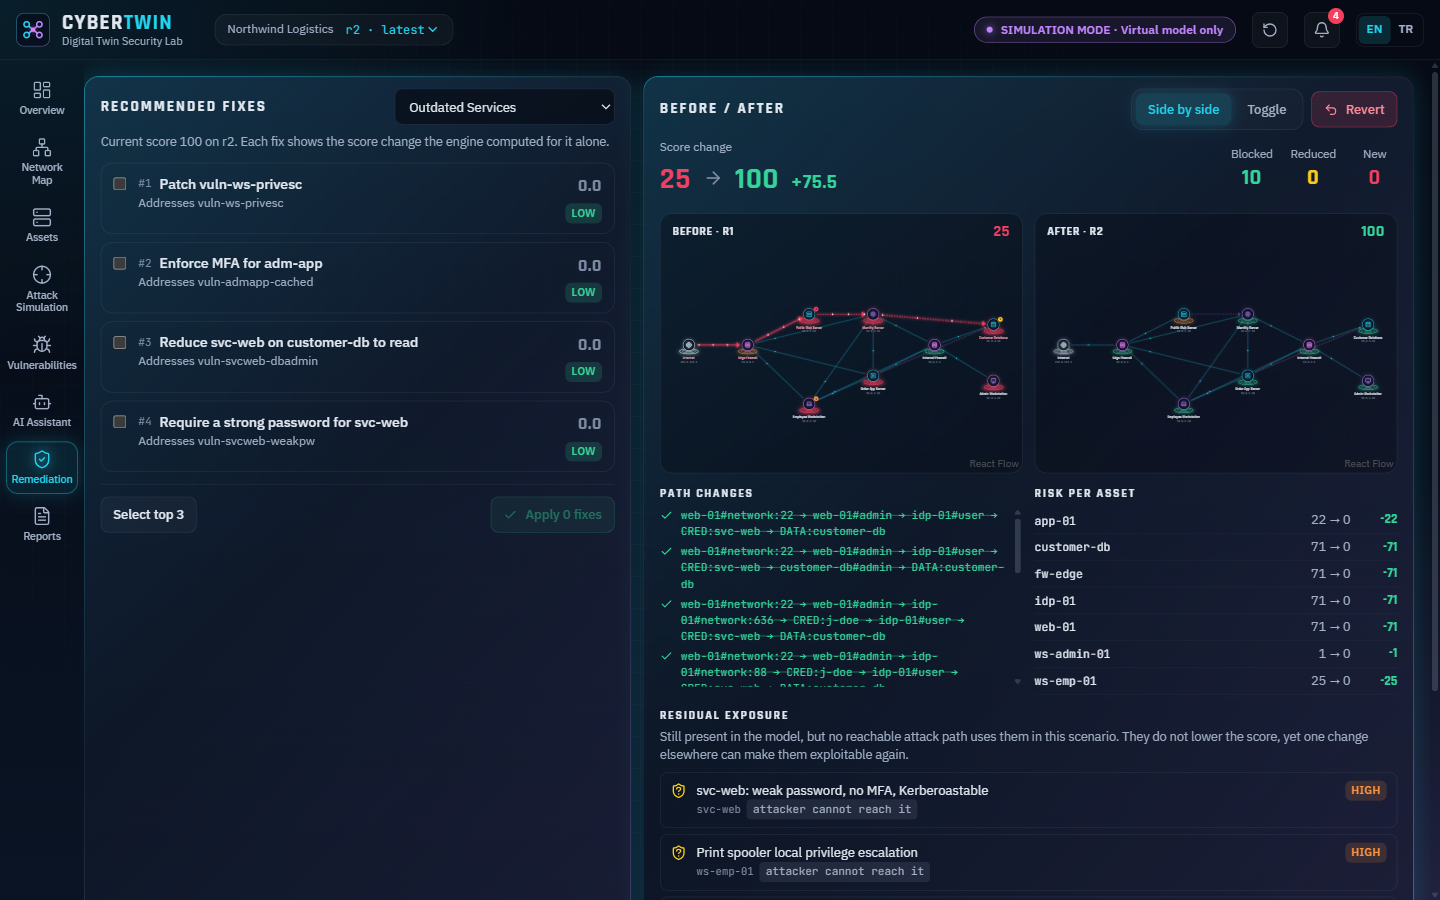 CYBERTWIN
Digital Twin Security Lab
Northwind Logistics r2 · latest
SIMULATION MODE · Virtual model only
4
EN TR
Overview
Network
Map
Assets
Attack
Simulation
Vulnerabilities
AI Assistant
Remediation
Reports
RECOMMENDED FIXES
Outdated Services
Current score 100 on r2. Each fix shows the score change the engine computed for it alone.
#1 Patch vuln-ws-privesc
Addresses vuln-ws-privesc
0.0
LOW
#2 Enforce MFA for adm-app
Addresses vuln-admapp-cached
0.0
LOW
#3 Reduce svc-web on customer-db to read
Addresses vuln-svcweb-dbadmin
0.0
LOW
#4 Require a strong password for svc-web
Addresses vuln-svcweb-weakpw
0.0
LOW
Select top 3
Apply 0 fixes
BEFORE / AFTER
Side by side Toggle
Revert
Score change
25 → 100 +75.5
Blocked Reduced New
10 0 0
BEFORE · R1 25
React Flow
AFTER · R2 100
React Flow
PATH CHANGES
web-01#network:22 → web-01#admin → idp-01#user →
CRED:svc-web → DATA:customer-db
web-01#network:22 → web-01#admin → idp-01#user →
CRED:svc-web → customer-db#admin → DATA:customer-
db
web-01#network:22 → web-01#admin → idp-
01#network:636 → CRED:j-doe → idp-01#user →
CRED:svc-web → DATA:customer-db
web-01#network:22 → web-01#admin → idp-
01#network:88 → CRED:j-doe → idp-01#user →
CRED:svc-web → DATA:customer-db
RISK PER ASSET
app-01 22 → 0 -22
customer-db 71 → 0 -71
fw-edge 71 → 0 -71
idp-01 71 → 0 -71
web-01 71 → 0 -71
ws-admin-01 1 → 0 -1
ws-emp-01 25 → 0 -25
RESIDUAL EXPOSURE
Still present in the model, but no reachable attack path uses them in this scenario. They do not lower the score, yet one change
elsewhere can make them exploitable again.
svc-web: weak password, no MFA, Kerberoastable
svc-web attacker cannot reach it
HIGH
Print spooler local privilege escalation
ws-emp-01 attacker cannot reach it
HIGH